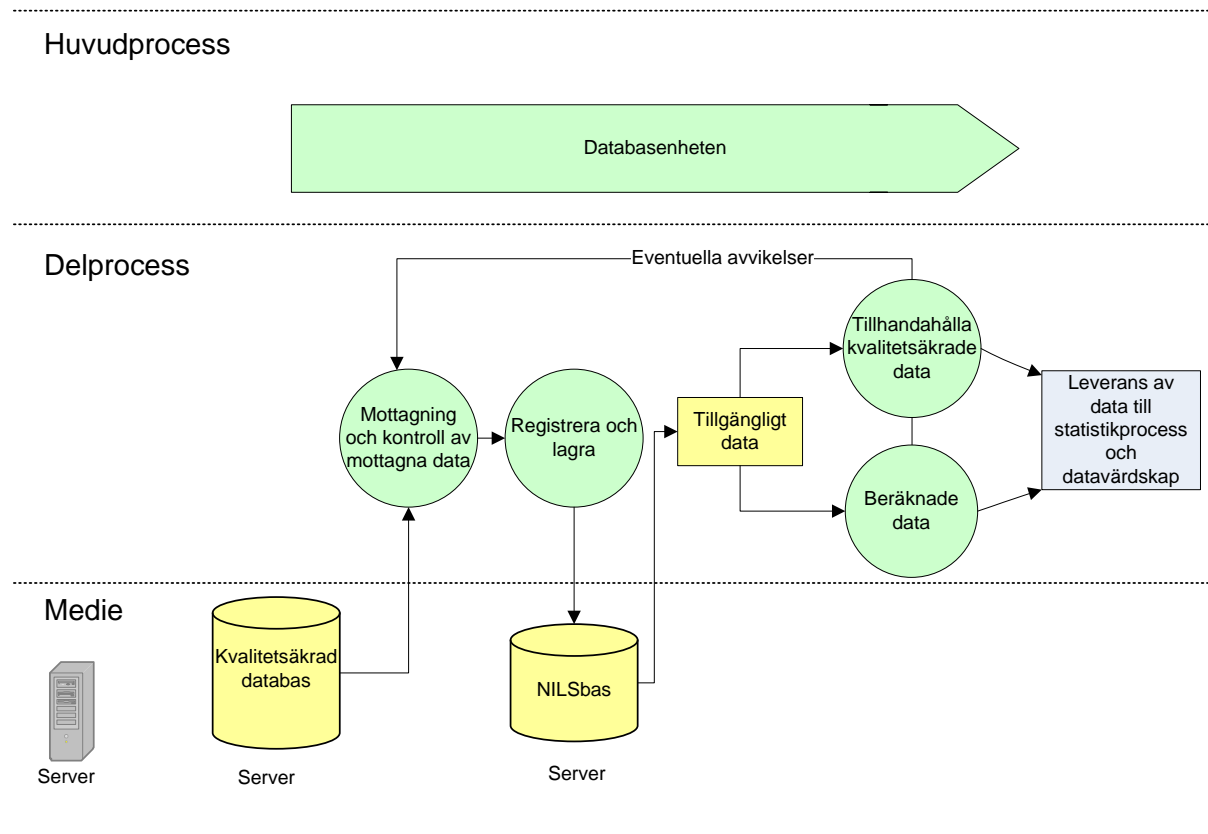 Huvudprocess
Databasenheten
Delprocess
Eventuella avvikelser
Mottagning
och kontroll av
mottagna data
Registrera och
lagra
Tillgängligt
data
Tillhandahålla
kvalitetsäkrade
data
Beräknade
data
Leverans av
data till
statistikprocess
och
datavärdskap
Medie
Server
Kvalitetsäkrad
databas
Server
NILSbas
Server